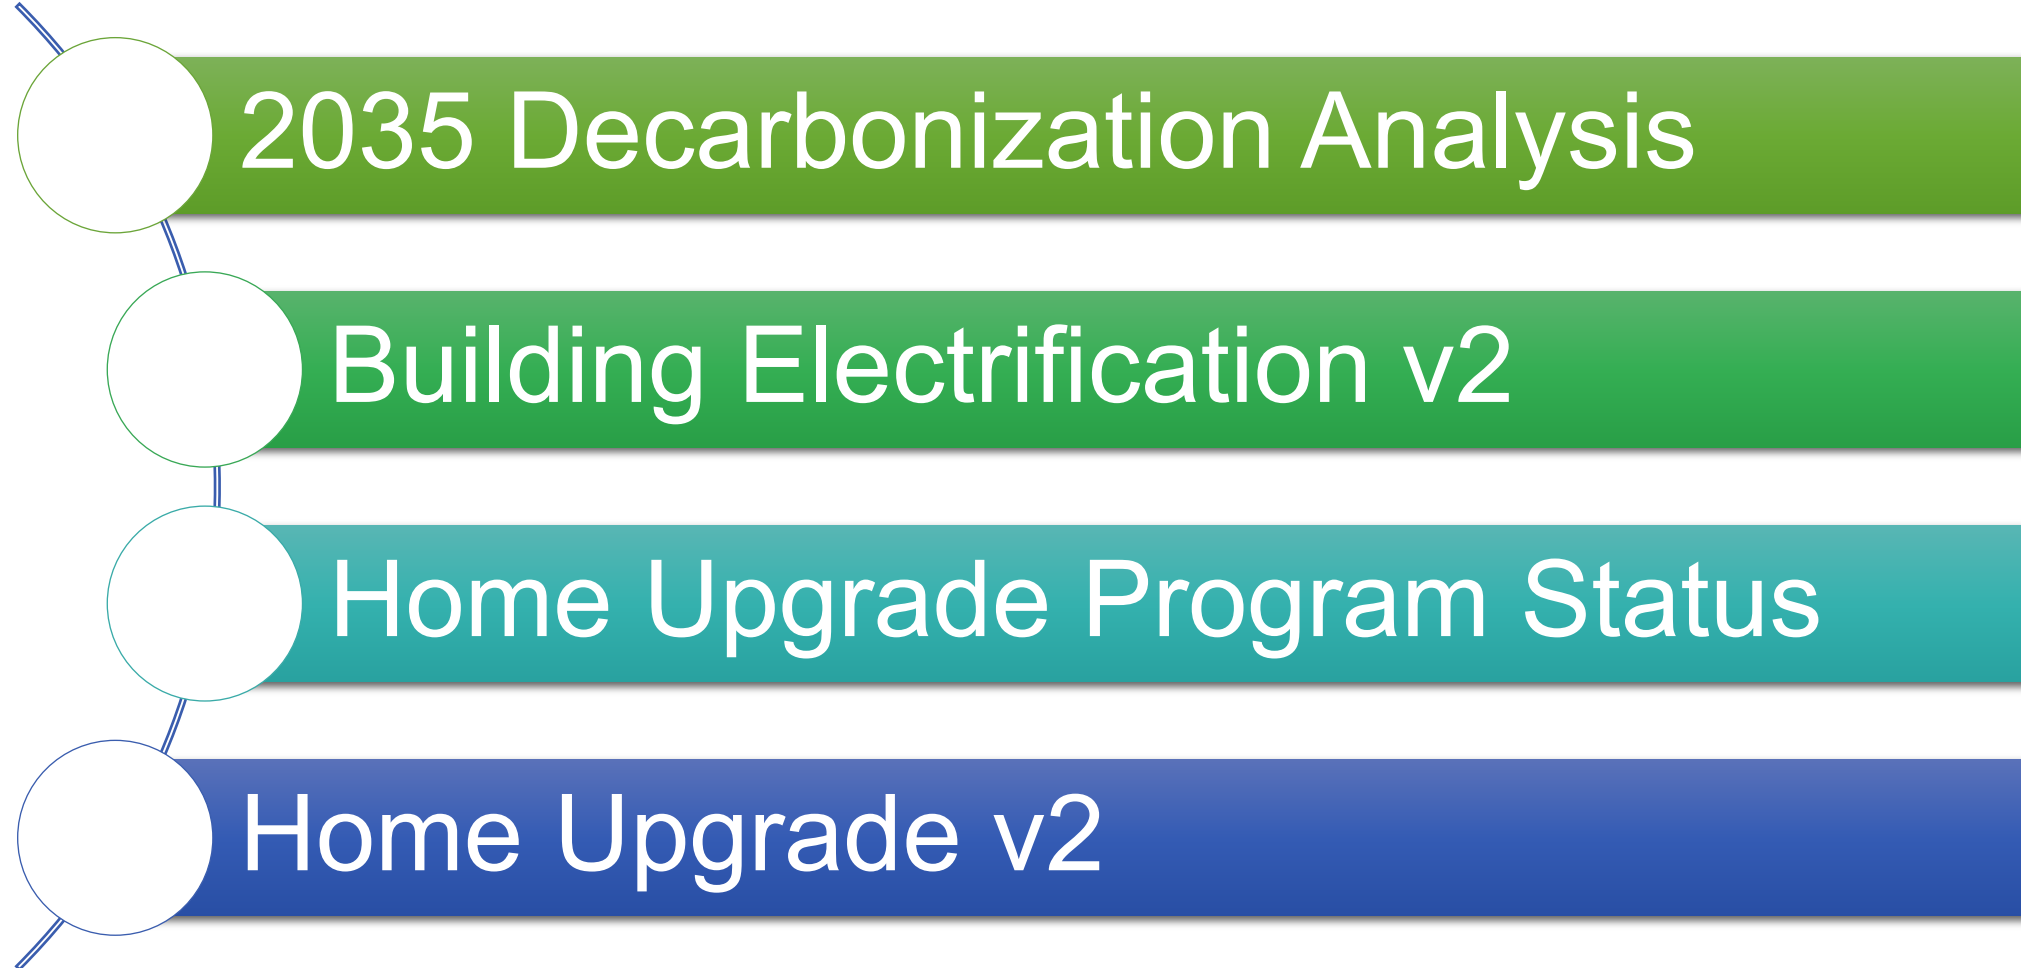 2035 Decarbonization Analysis
Building Electrification v2
Home Upgrade Program Status
Home Upgrade v2